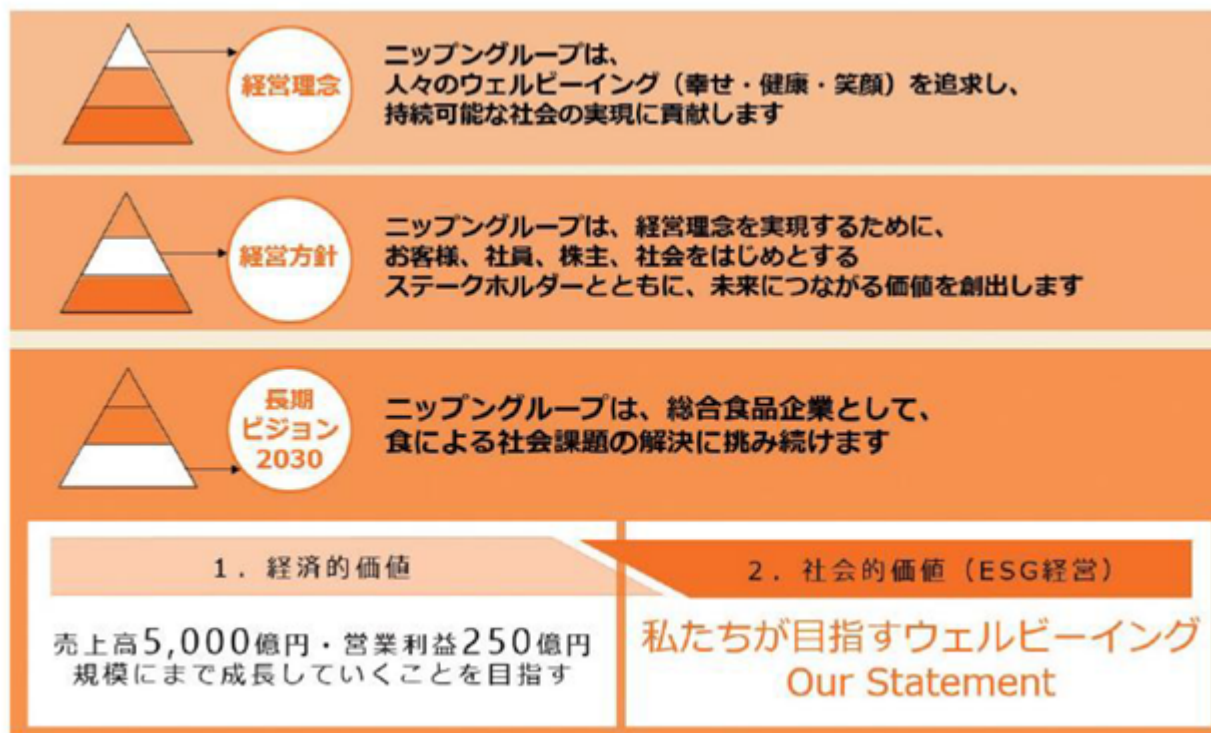 経営理念
ニップングループは、
人々のウェルビーイング（幸せ・健康・笑顔）を追求し、
持続可能な社会の実現に貢献します
経営方針
ニップングループは、経営理念を実現するために、
お客様、社員、株主、社会をはじめとする
ステークホルダーとともに、未来につながる価値を創出します
長期
ビジョン
2030
ニップングループは、総合食品企業として、
食による社会課題の解決に挑み続けます
1．経済的価値
売上高5,000億円・営業利益250億円
規模にまで成長していくことを目指す
2．社会的価値（ESG経営）
私たちが目指すウェルビーイング
Our Statement